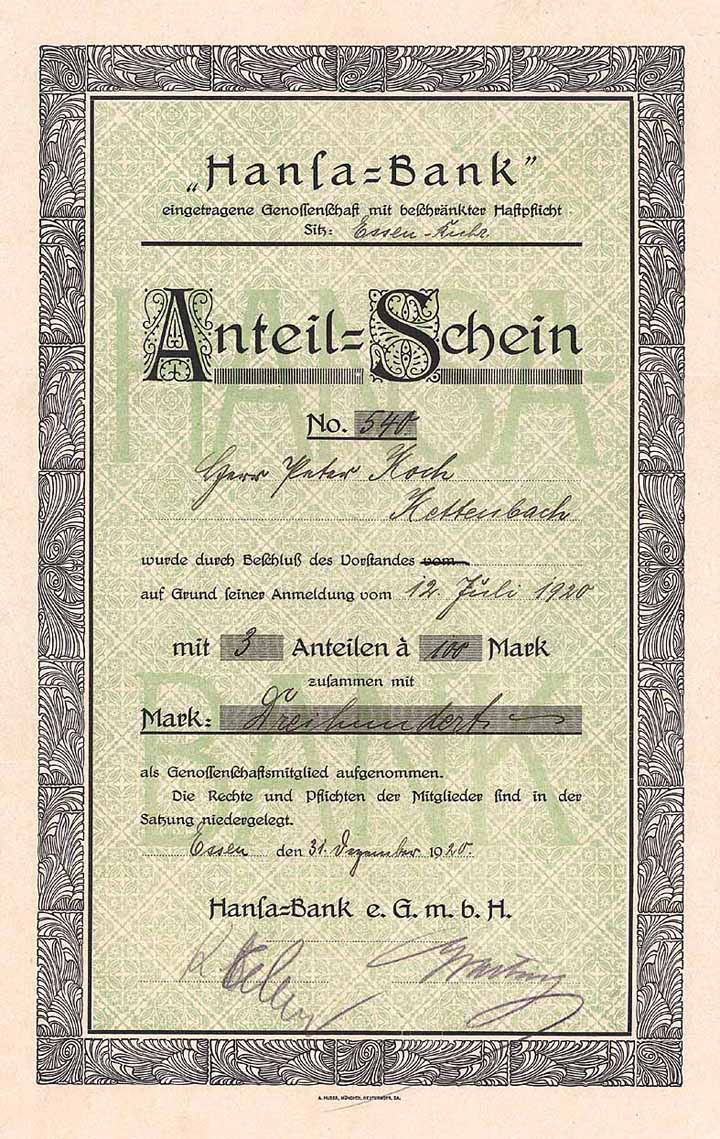 „Hanſa=Bank”
eingetragene Genoſſenſchaft mit beſchränkter Haftpflicht
Sitz: Essen-Ruhr.
HANSA-
Anteil=Schein
No. 540.
Herr Peter Koch
Kettenbach
wurde durch Beſchluß des Vorſtandes vom
auf Grund ſeiner Anmeldung vom 12. Juli 1920
mit 3 Anteilen à 100 Mark
zuſammen mit
BANK
Mark: Dreihundert.
als Genoſſenſchaftsmitglied aufgenommen.
Die Rechte und Pflichten der Mitglieder ſind in der
Satzung niedergelegt.
Essen den 31. Dezember 1920.
Hanſa=Bank e. G. m. b. H.